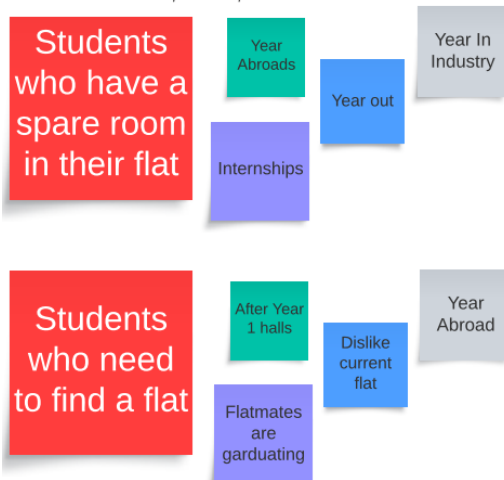 Students
who have a
spare room
in their flat
Year
Abroads
Year out
Year In
Industry
Internships
Students
who need
to find a flat
After Year
1 halls
Dislike
current
flat
Year
Abroad
Flatmates
are
garduating